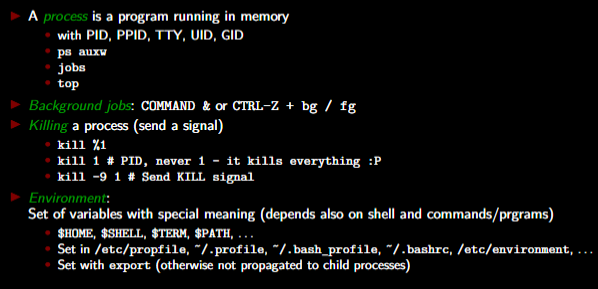 A process is a program running in memory
with PID, PPID, TTY, UID, GID
ps auxw
jobs
top
Background jobs: COMMAND & or CTRL-Z + bg / fg
Killing a process (send a signal)
kill %1
kill 1 # PID, never 1 - it kills everything :P
kill -9 1 # Send KILL signal
Environment:
Set of variables with special meaning (depends also on shell and commands/prgrams)
$HOME, $SHELL, $TERM, $PATH, ...
Set in /etc/propfile, ~/.profile, ~/.bash_profile, ~/.bashrc, /etc/environment, ...
Set with export (otherwise not propagated to child processes)